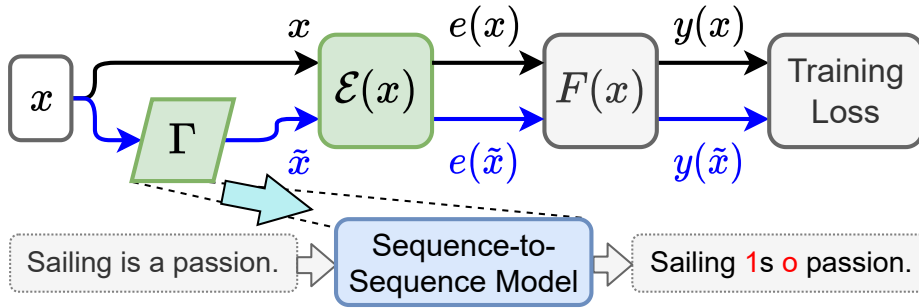 x e(x) y(x)
x ℰ(x) F(x) Training
Loss
Γ
x̃ e(x̃) y(x̃)
Sailing is a passion. Sequence-to-
Sequence Model Sailing 1s o passion.